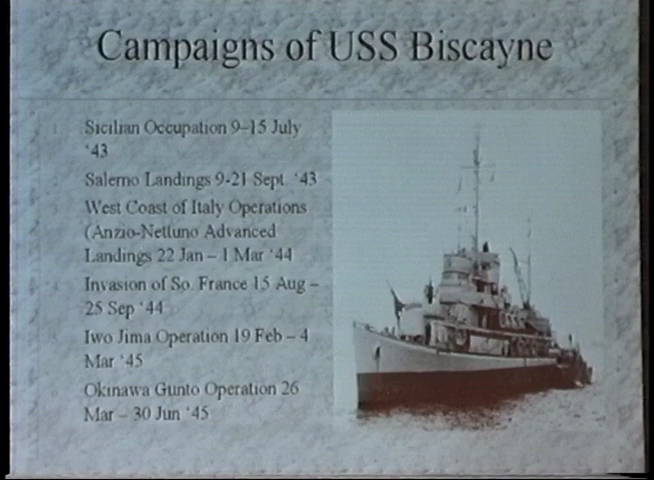 Campaigns of USS Biscayne
Sicilian Occupation 9–15 July
‘43
Salerno Landings 9-21 Sept. ‘43
West Coast of Italy Operations
(Anzio-Nettuno Advanced
Landings 22 Jan – 1 Mar ‘44
Invasion of So. France 15 Aug –
25 Sep ‘44
Iwo Jima Operation 19 Feb – 4
Mar ‘45
Okinawa Gunto Operation 26
Mar – 30 Jun ‘45